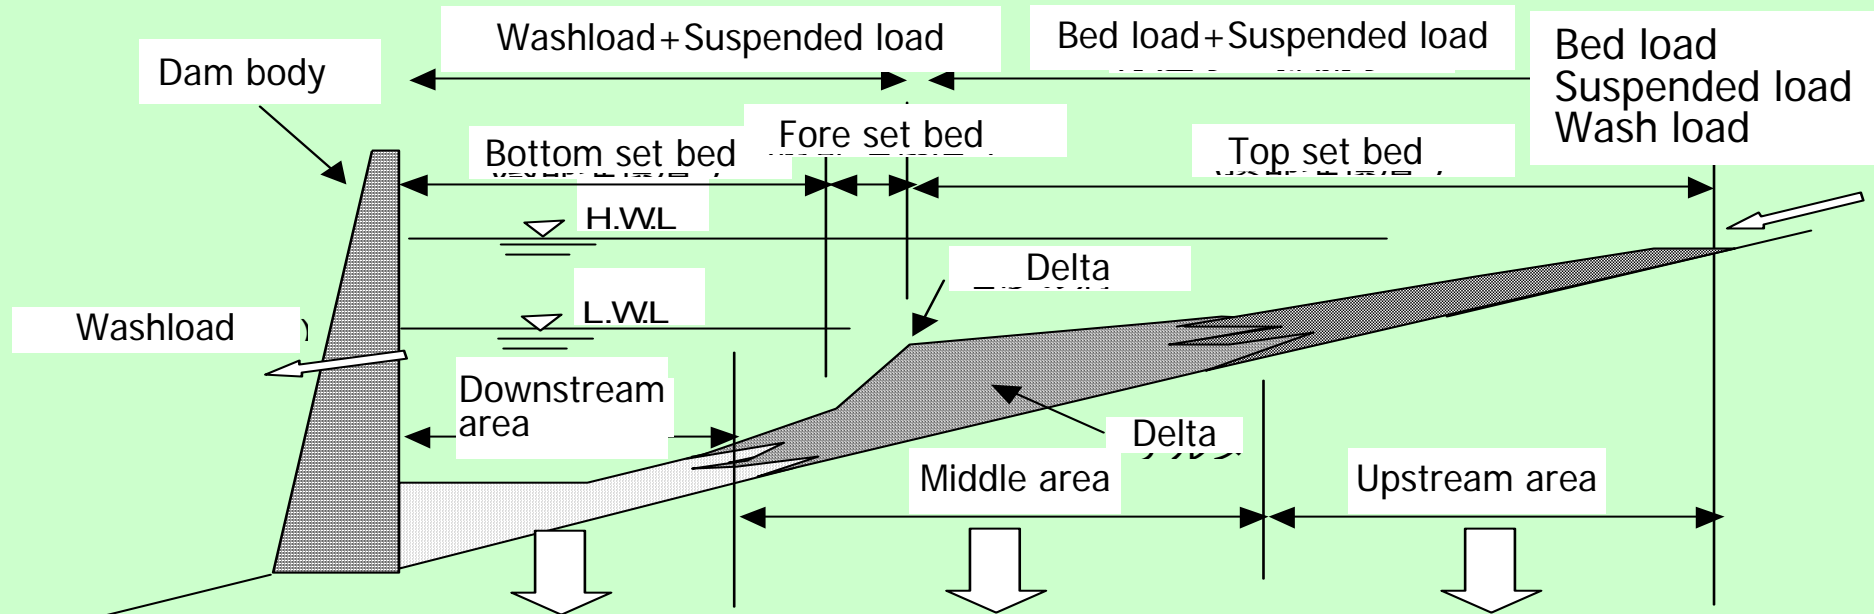 Washload+Suspended load
Bed load+Suspended load
Bed load
Suspended load
Wash load
Dam body
Fore set bed
Bottom set bed
Top set bed
H.W.L
Delta
L.W.L
Washload
Downstream
area
Delta
Middle area
Upstream area